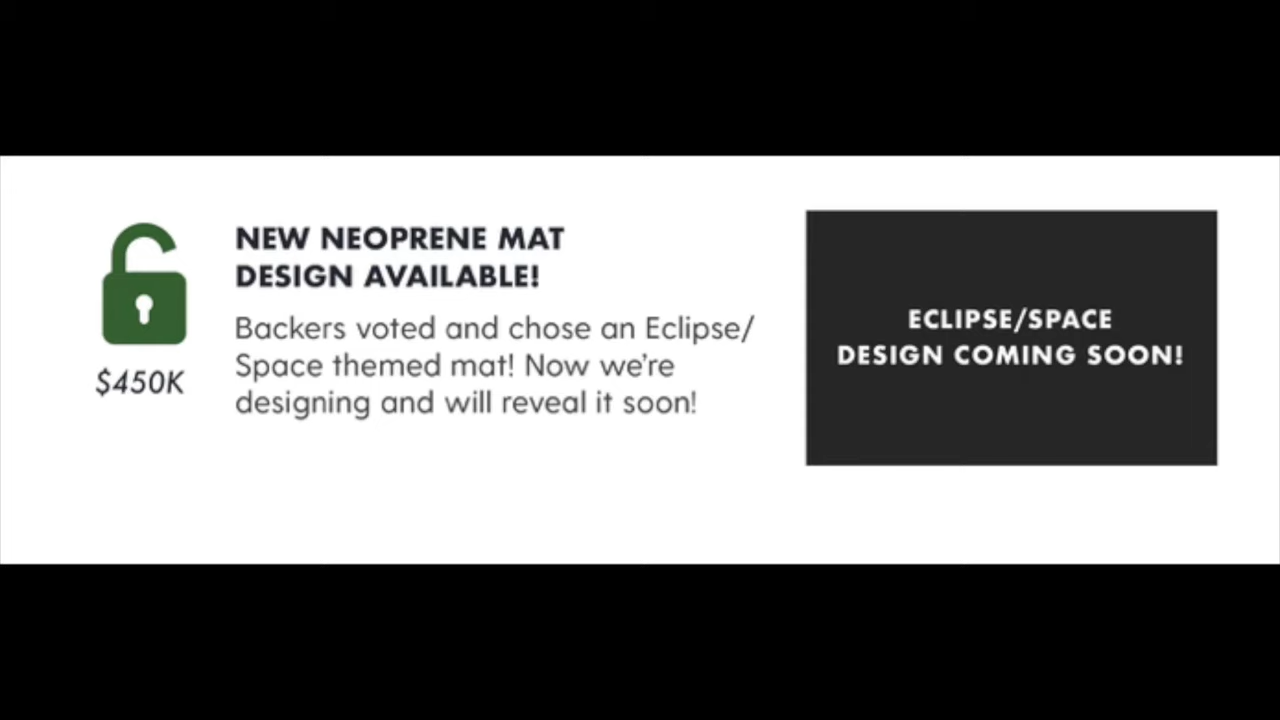 NEW NEOPRENE MAT
DESIGN AVAILABLE!
Backers voted and chose an Eclipse/
Space themed mat! Now we're
designing and will reveal it soon!
$450K
ECLIPSE/SPACE
DESIGN COMING SOON!